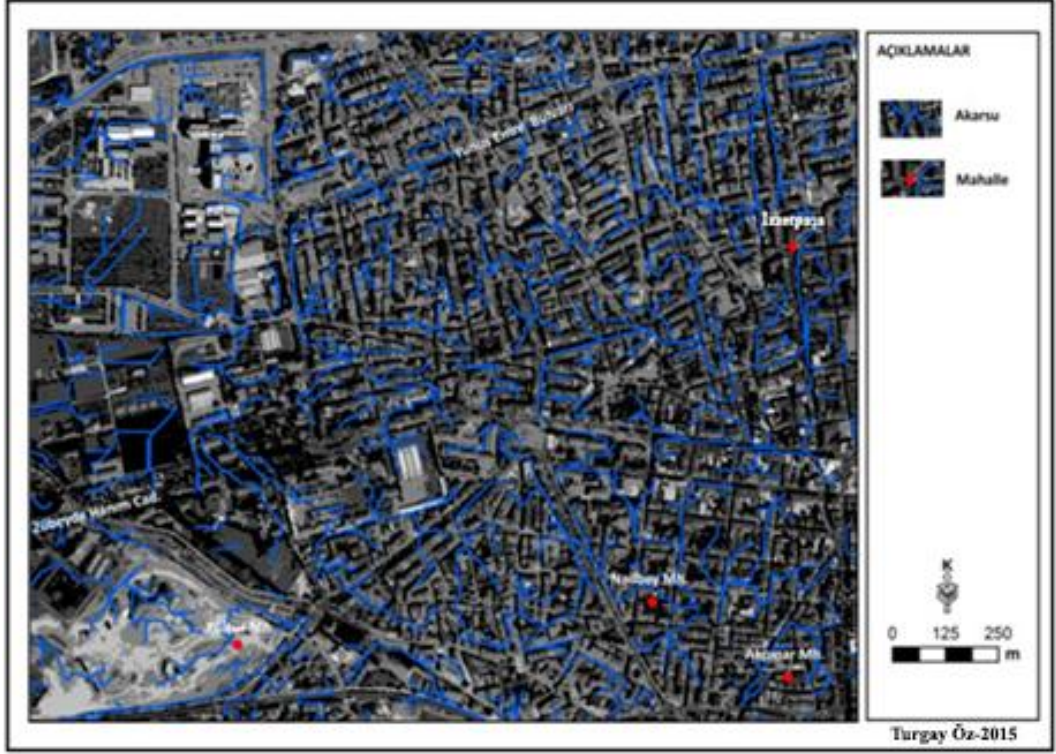 AÇIKLAMALAR
Akarsu
Mahalle
İzzetpaşa
Zübeyde Hanım Cad.
Nailbey Mh.
Akpınar Mh.
K
0 125 250
m
Turgay Öz-2015